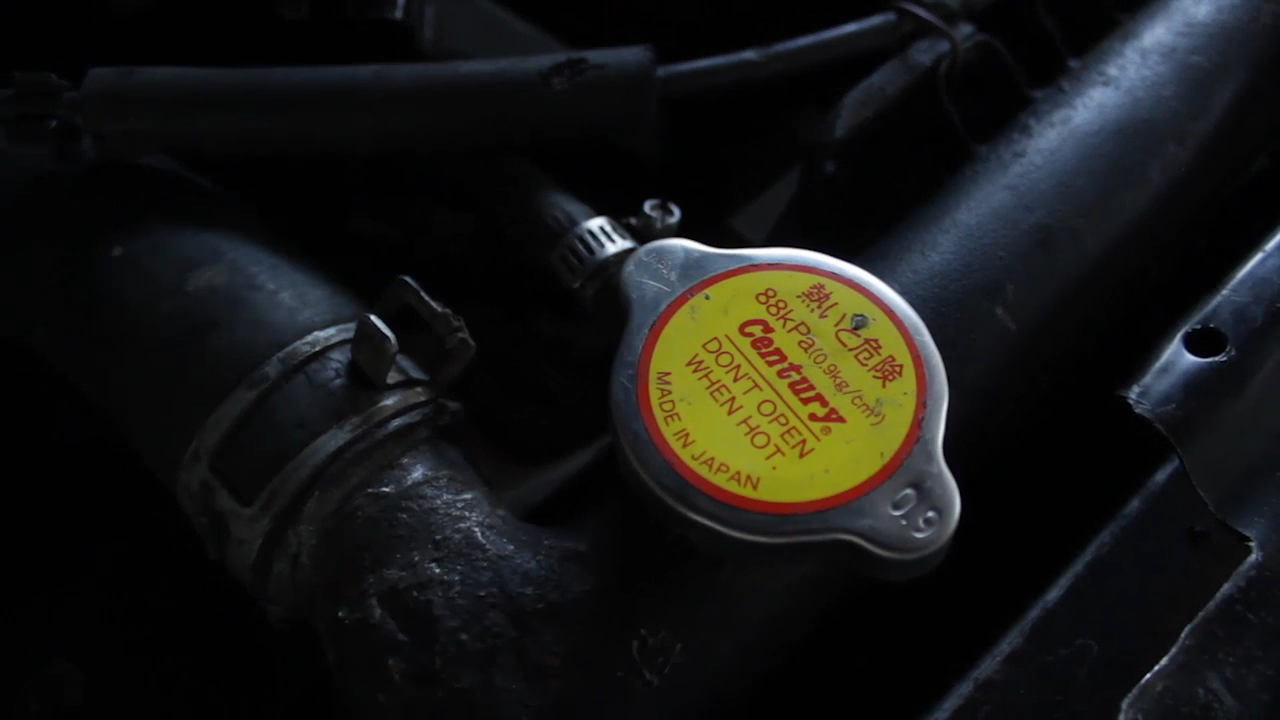 熱いと危険
88kPa(0.9kg/cm²)
Century®
DON'T OPEN
WHEN HOT.
MADE IN JAPAN
JAPAN
0.9